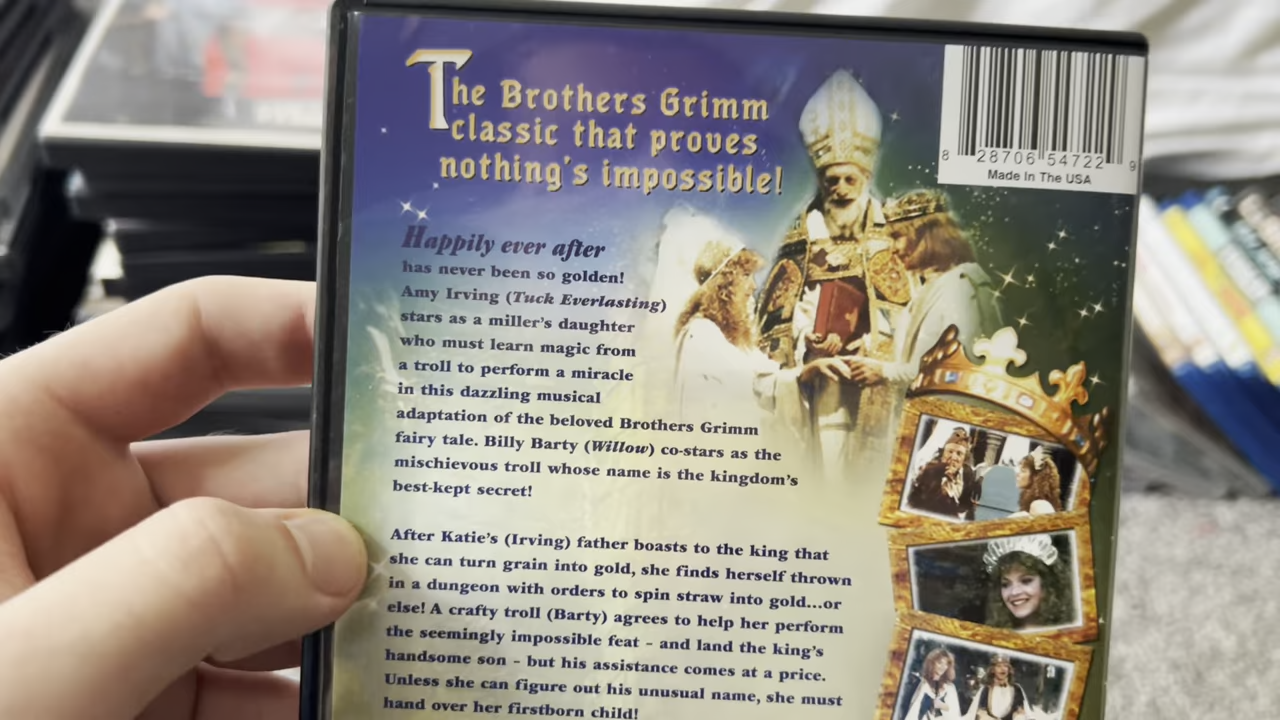 The Brothers Grimm
classic that proves
nothing's impossible!
8 28706 54722 9
Made In The USA
Happily ever after
has never been so golden!
Amy Irving (Tuck Everlasting)
stars as a miller's daughter
who must learn magic from
a troll to perform a miracle
in this dazzling musical
adaptation of the beloved Brothers Grimm
fairy tale. Billy Barty (Willow) co-stars as the
mischievous troll whose name is the kingdom's
best-kept secret!
After Katie's (Irving) father boasts to the king that
she can turn grain into gold, she finds herself thrown
in a dungeon with orders to spin straw into gold...or
else! A crafty troll (Barty) agrees to help her perform
the seemingly impossible feat - and land the king's
handsome son - but his assistance comes at a price.
Unless she can figure out his unusual name, she must
hand over her firstborn child!